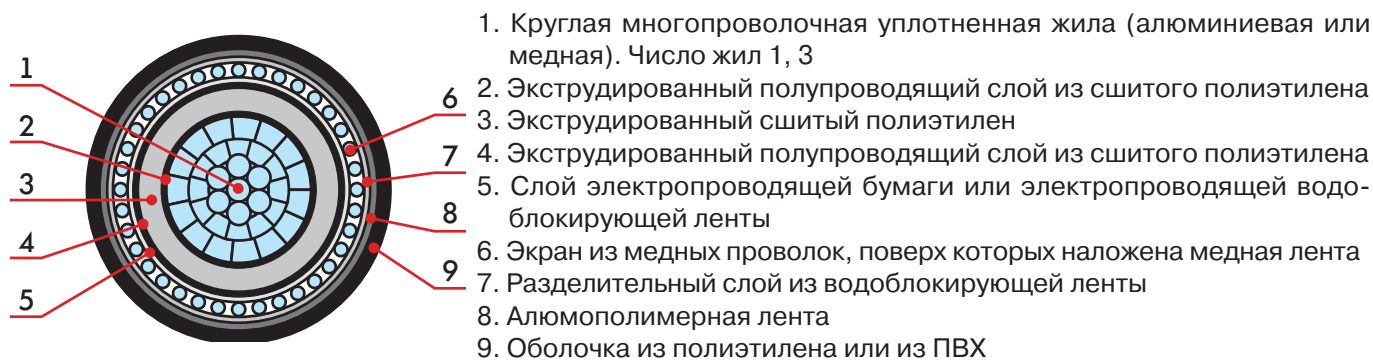 1
2
3
4
5
6
7
8
9
1. Круглая многопроволочная уплотненная жила (алюминиевая или
медная). Число жил 1, 3
2. Экструдированный полупроводящий слой из сшитого полиэтилена
3. Экструдированный сшитый полиэтилен
4. Экструдированный полупроводящий слой из сшитого полиэтилена
5. Слой электропроводящей бумаги или электропроводящей водо-
блокирующей ленты
6. Экран из медных проволок, поверх которых наложена медная лента
7. Разделительный слой из водоблокирующей ленты
8. Алюмополимерная лента
9. Оболочка из полиэтилена или из ПВХ